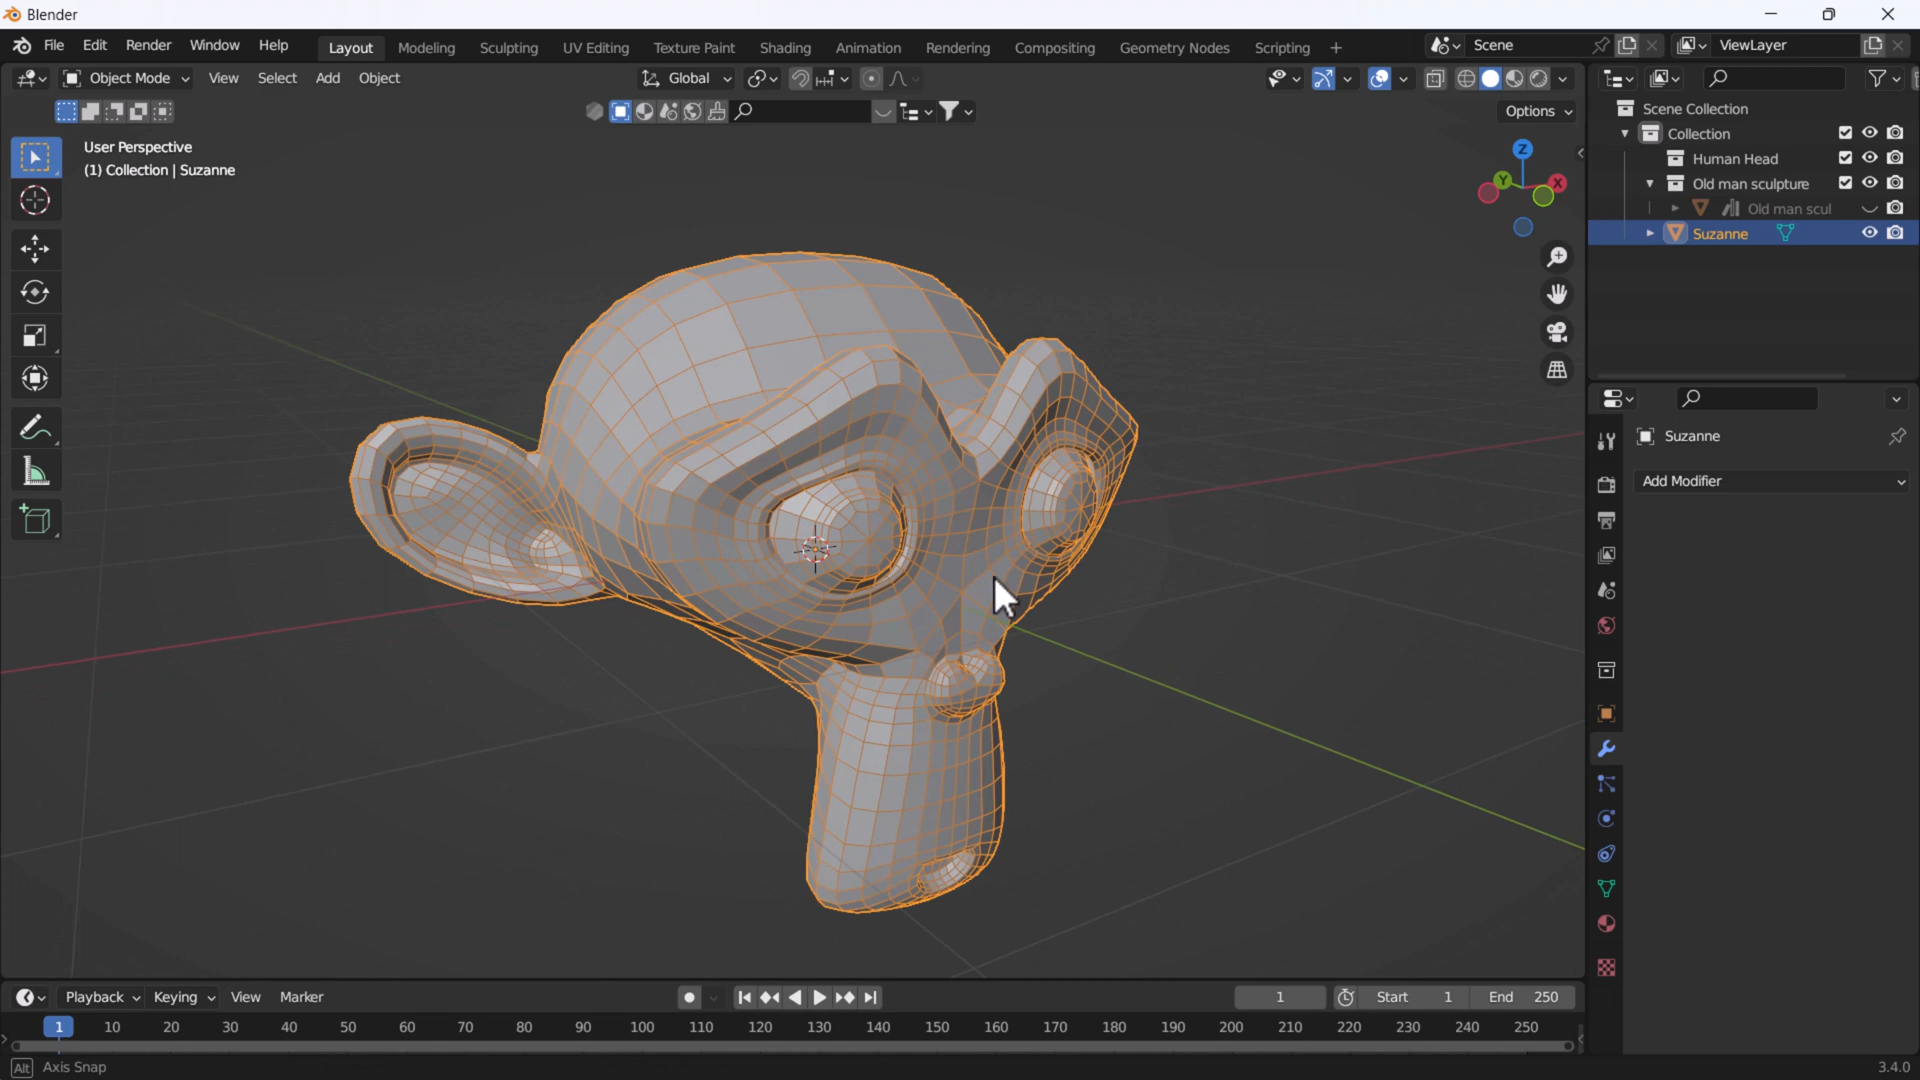 Blender
File Edit Render Window Help Layout Modeling Sculpting UV Editing Texture Paint Shading Animation Rendering Compositing Geometry Nodes Scripting + Scene ViewLayer
Object Mode View Select Add Object Global
Options
User Perspective
(1) Collection | Suzanne
Z
Y
X
Scene Collection
Collection
Human Head
Old man sculpture
Old man scul
Suzanne
Suzanne
Add Modifier
Playback Keying View Marker 1 Start 1 End 250
1 10 20 30 40 50 60 70 80 90 100 110 120 130 140 150 160 170 180 190 200 210 220 230 240 250
Alt Axis Snap 3.4.0